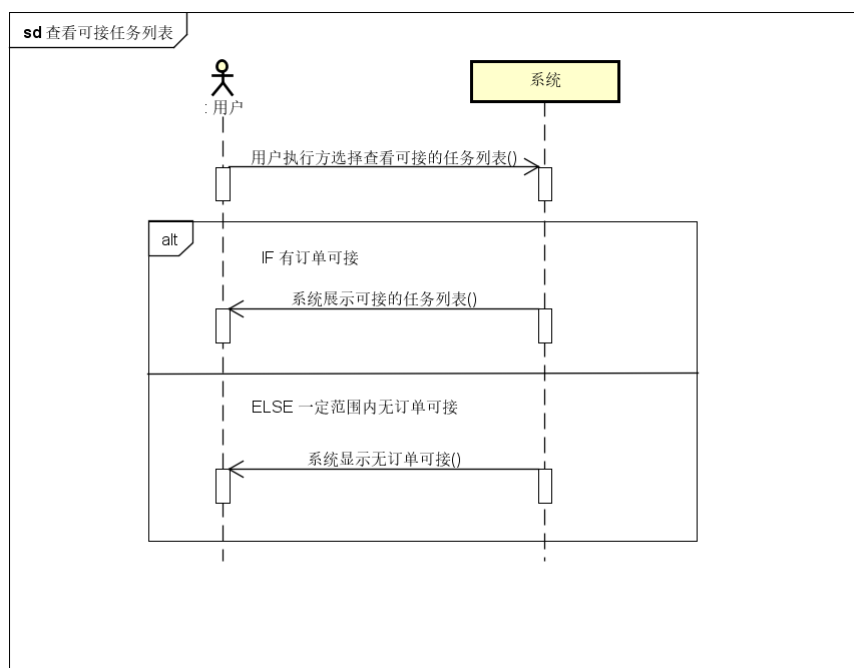 sd 查看可接任务列表
系统
: 用户
用户执行方选择查看可接的任务列表()
alt
IF 有订单可接
系统展示可接的任务列表()
ELSE 一定范围内无订单可接
系统显示无订单可接()